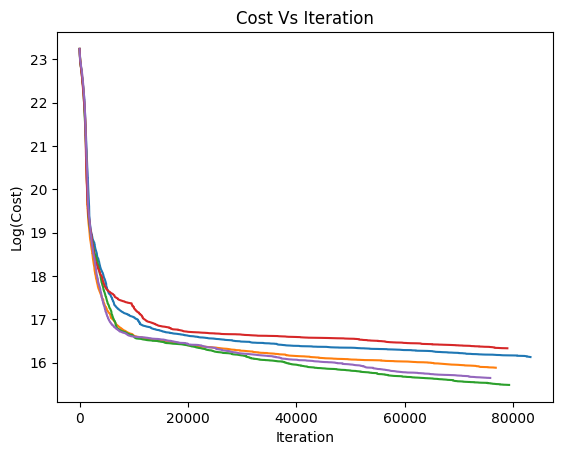 Cost Vs Iteration
Log(Cost)
23
22
21
20
19
18
17
16
0 20000 40000 60000 80000
Iteration